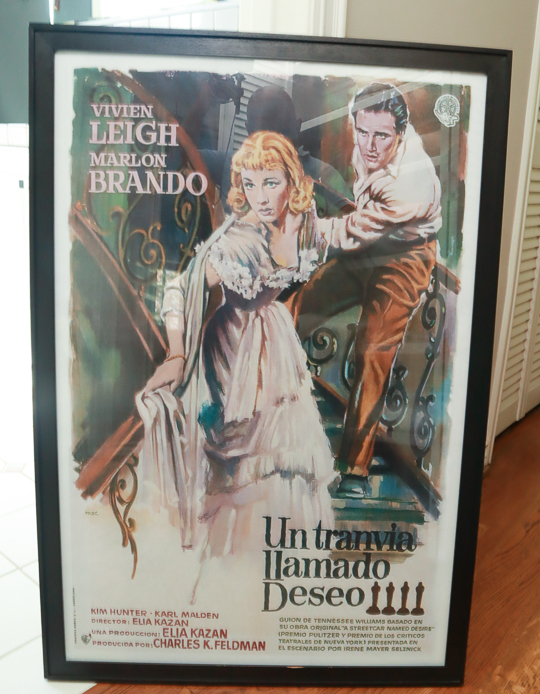 VIVIEN
LEIGH
MARLON
BRANDO
Un tranvia
llamado
Deseo
KIM HUNTER · KARL MALDEN
DIRECTOR: ELIA KAZAN
UNA PRODUCCION: ELIA KAZAN
PRODUCIDA POR: CHARLES K. FELDMAN
GUION DE TENNESSEE WILLIAMS BASADO EN
SU OBRA ORIGINAL "A STREETCAR NAMED DESIRE"
(PREMIO PULITZER Y PREMIO DE LOS CRITICOS
TEATRALES DE NUEVA YORK) PRESENTADA EN
EL ESCENARIO POR IRENE MAYER SELZNICK